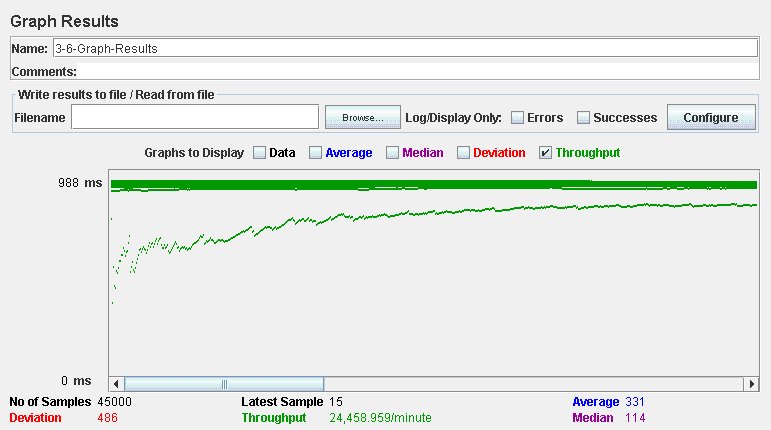 Graph Results
Name: 3-6-Graph-Results
Comments:
Write results to file / Read from file
Filename Browse... Log/Display Only: Errors Successes Configure
Graphs to Display Data Average Median Deviation Throughput
988 ms
0 ms
No of Samples 45000 Latest Sample 15 Average 331
Deviation 486 Throughput 24,458.959/minute Median 114